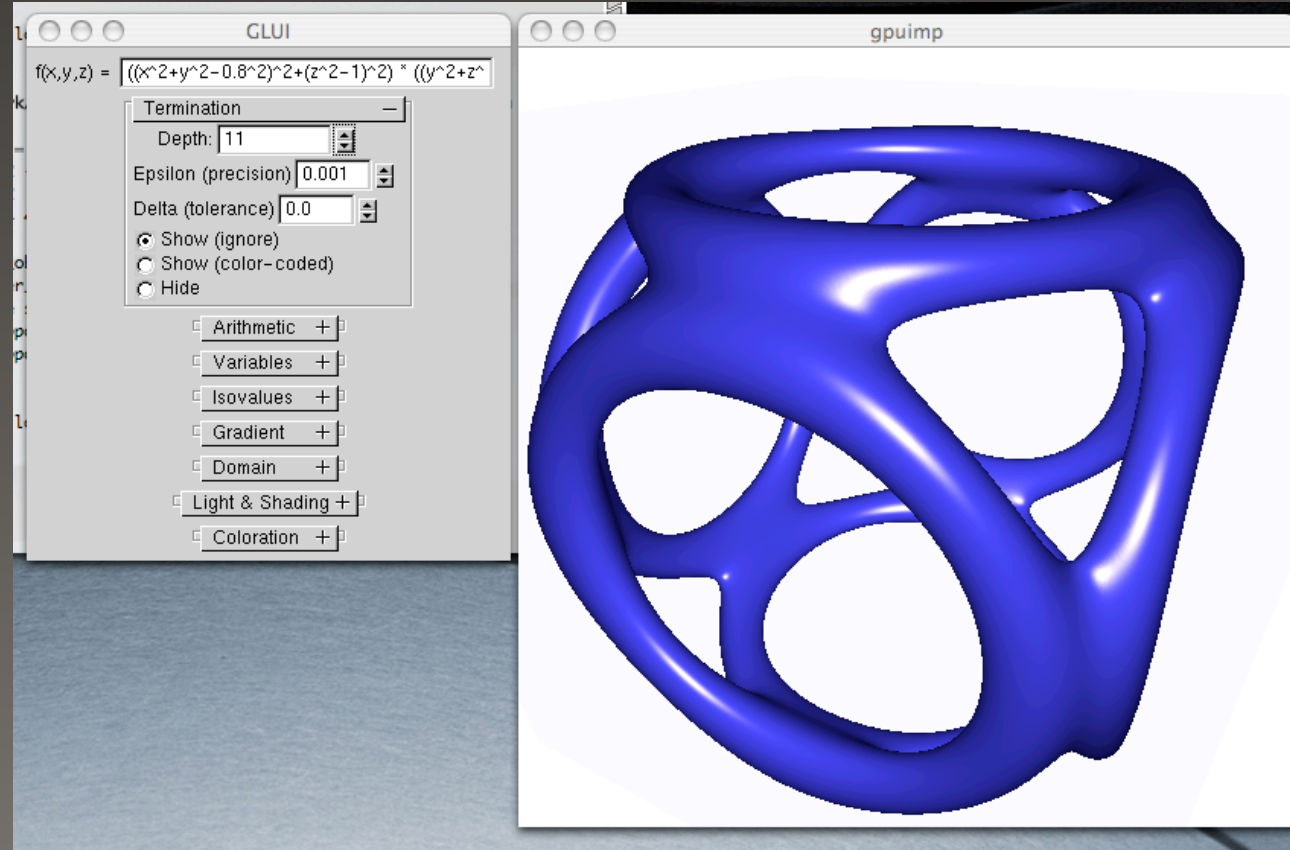 GLUI
f(x,y,z) = ((x^2+y^2-0.8^2)^2+(z^2-1)^2) * ((y^2+z^
Termination −
Depth: 11
Epsilon (precision) 0.001
Delta (tolerance) 0.0
Show (ignore)
Show (color-coded)
Hide
Arithmetic +
Variables +
Isovalues +
Gradient +
Domain +
Light & Shading +
Coloration +
gpuimp